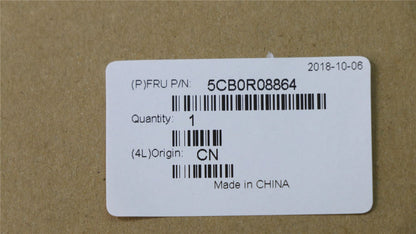 2018-10-06
(P)FRU P/N: 5CB0R08864
Quantity: 1
(4L)Origin: CN
Made in CHINA